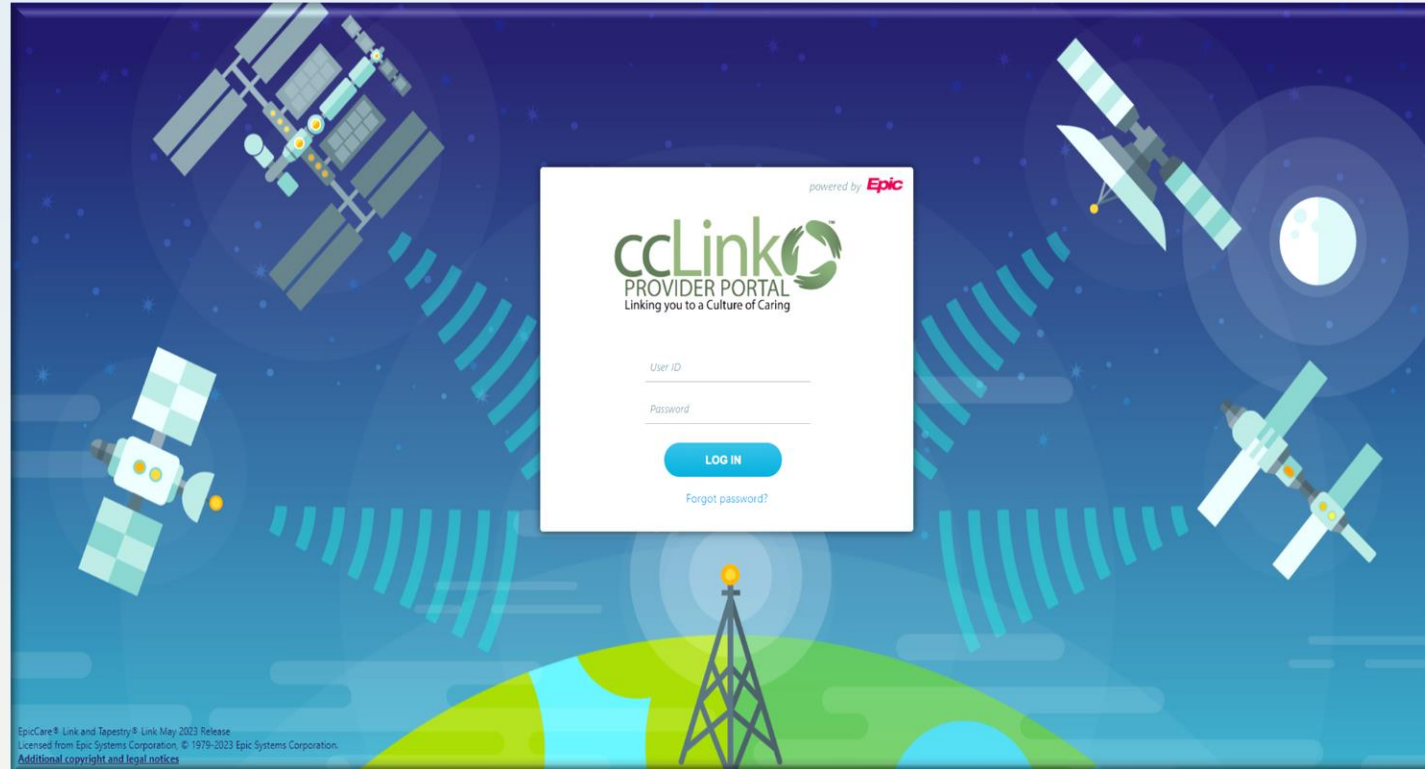 powered by Epic
ccLink™
PROVIDER PORTAL
Linking you to a Culture of Caring
User ID
Password
LOG IN
Forgot password?
EpicCare® Link and Tapestry® Link May 2023 Release
Licensed from Epic Systems Corporation, © 1979-2023 Epic Systems Corporation.
Additional copyright and legal notices